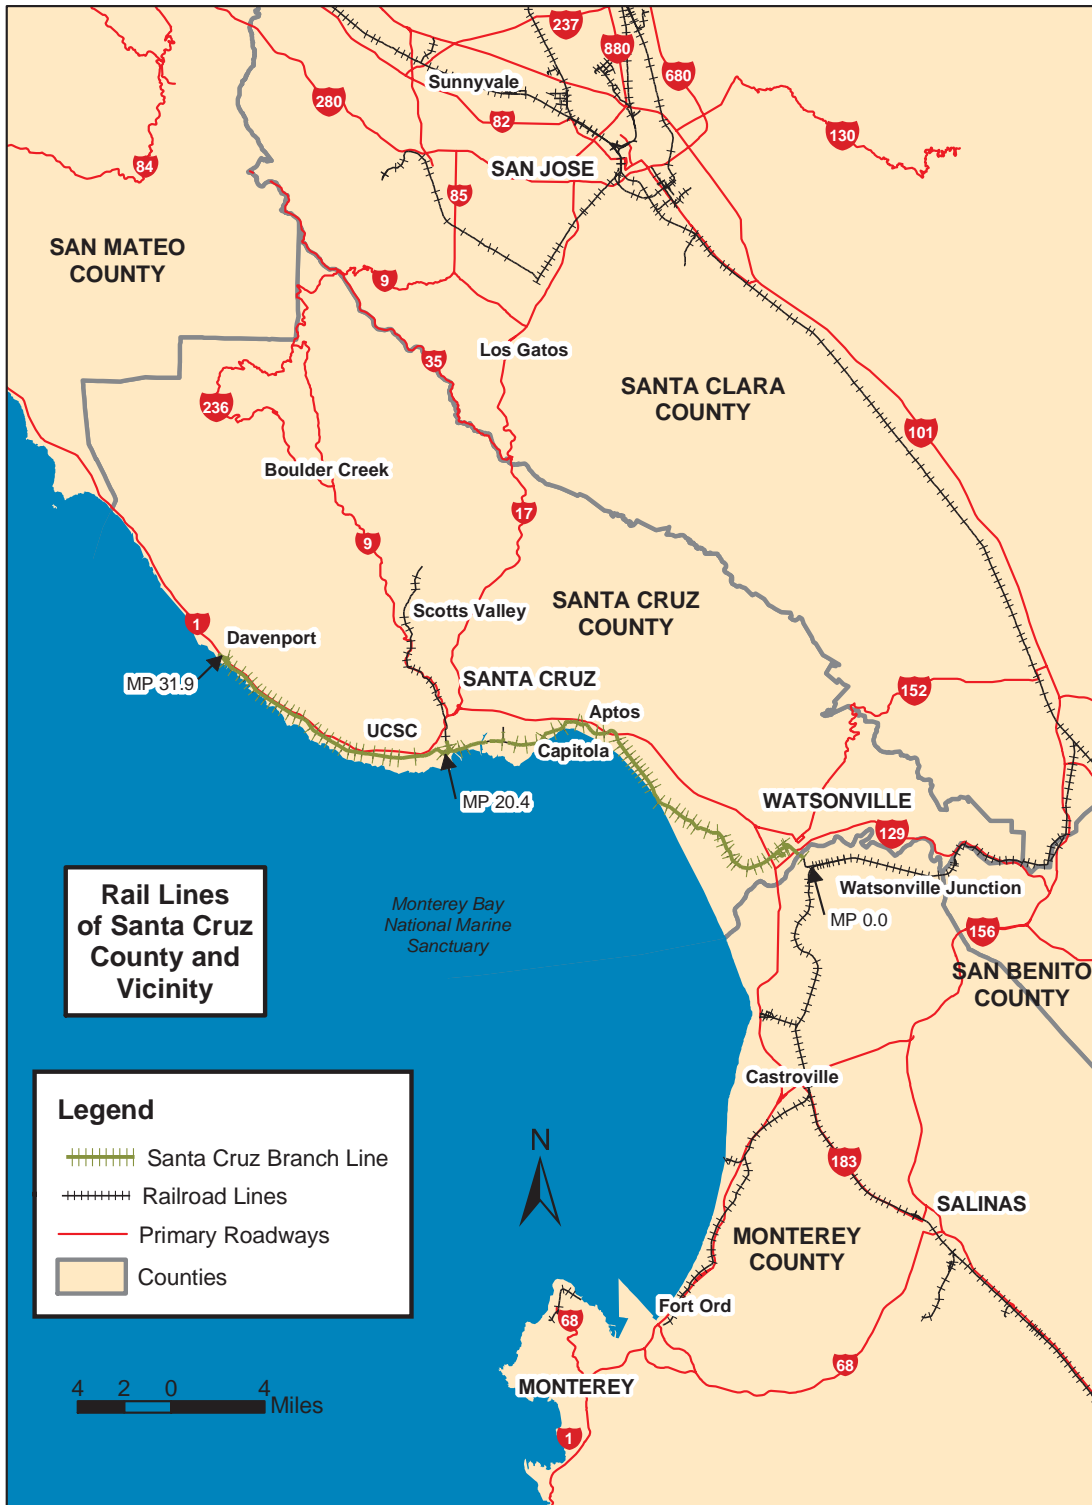 237
880
680
Sunnyvale
280
82
130
84
SAN JOSE
85
SAN MATEO
COUNTY
9
Los Gatos
35
SANTA CLARA
COUNTY
236
101
Boulder Creek
17
9
SANTA CRUZ
COUNTY
Scotts Valley
1
Davenport
MP 31.9
SANTA CRUZ
152
Aptos
UCSC
Capitola
MP 20.4
WATSONVILLE
129
Watsonville Junction
MP 0.0
Rail Lines
of Santa Cruz
County and
Vicinity
Monterey Bay
National Marine
Sanctuary
156
SAN BENITO
COUNTY
Castroville
Legend
Santa Cruz Branch Line
Railroad Lines
Primary Roadways
Counties
N
183
SALINAS
MONTEREY
COUNTY
Fort Ord
68
68
MONTEREY
4 2 0 4
Miles
1